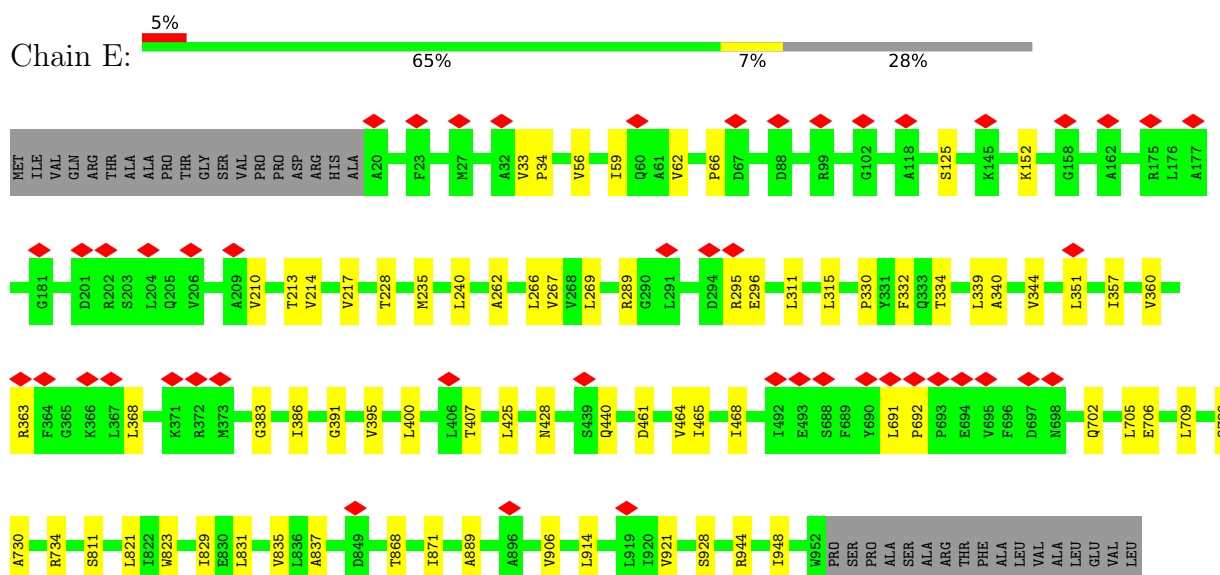 5%
Chain E:
65% 7% 28%
MET ILE VAL GLN ARG THR ALA ALA PRO THR GLY SER VAL PRO PRO ASP ARG HIS ALA A20 F23 M27 A32 V33 P34 V56 I59 Q60 A61 V62 P66 D67 D88 R99 G102 A118 S125 K145 K152 G158 A162 R175 L176 A177
G181 D201 R202 S203 L204 Q205 V206 A209 V210 T213 V214 V217 T228 M235 L240 A262 L266 V267 V268 L269 R289 G290 L291 D294 R295 E296 L311 L315 P330 Y331 F332 Q333 T334 L339 A340 V344 L351 I357 V360
R363 F364 G365 K366 L367 L368 K371 R372 M373 G383 I386 G391 V395 L400 L406 T407 L425 N428 S439 Q440 D461 V464 I465 I468 I492 E493 S688 F689 Y690 L691 P692 P693 E694 V695 F696 D697 N698 Q702 L705 E706 L709
A730 R734 S811 L821 I822 W823 I829 E830 L831 V835 L836 A837 D849 T868 I871 A889 A896 V906 L914 L919 I920 V921 S928 R944 I948 W952 PRO SER PRO ALA SER ALA ARG THR PHE ALA LEU VAL ALA LEU GLU VAL LEU